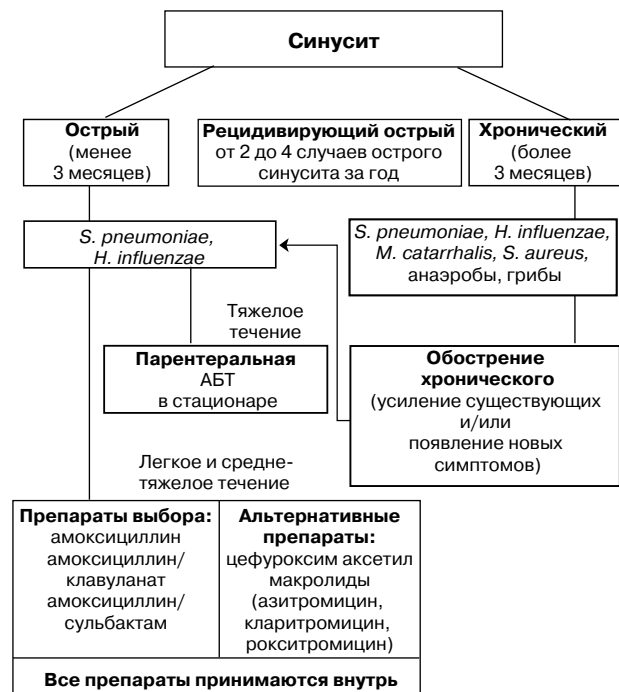 Синусит
Острый
(менее
3 месяцев)
Рецидивирующий острый
от 2 до 4 случаев острого
синусита за год
Хронический
(более
3 месяцев)
S. pneumoniae,
H. influenzae
S. pneumoniae, H. influenzae,
M. catarrhalis, S. aureus,
анаэробы, грибы
Тяжелое
течение
Парентеральная
АБТ
в стационаре
Обострение
хронического
(усиление существующих
и/или
появление новых
симптомов)
Легкое и средне-
тяжелое течение
Препараты выбора:
амоксициллин
амоксициллин/
клавуланат
амоксициллин/
сульбактам
Альтернативные
препараты:
цефуроксим аксетил
макролиды
(азитромицин,
кларитромицин,
рокситромицин)
Все препараты принимаются внутрь